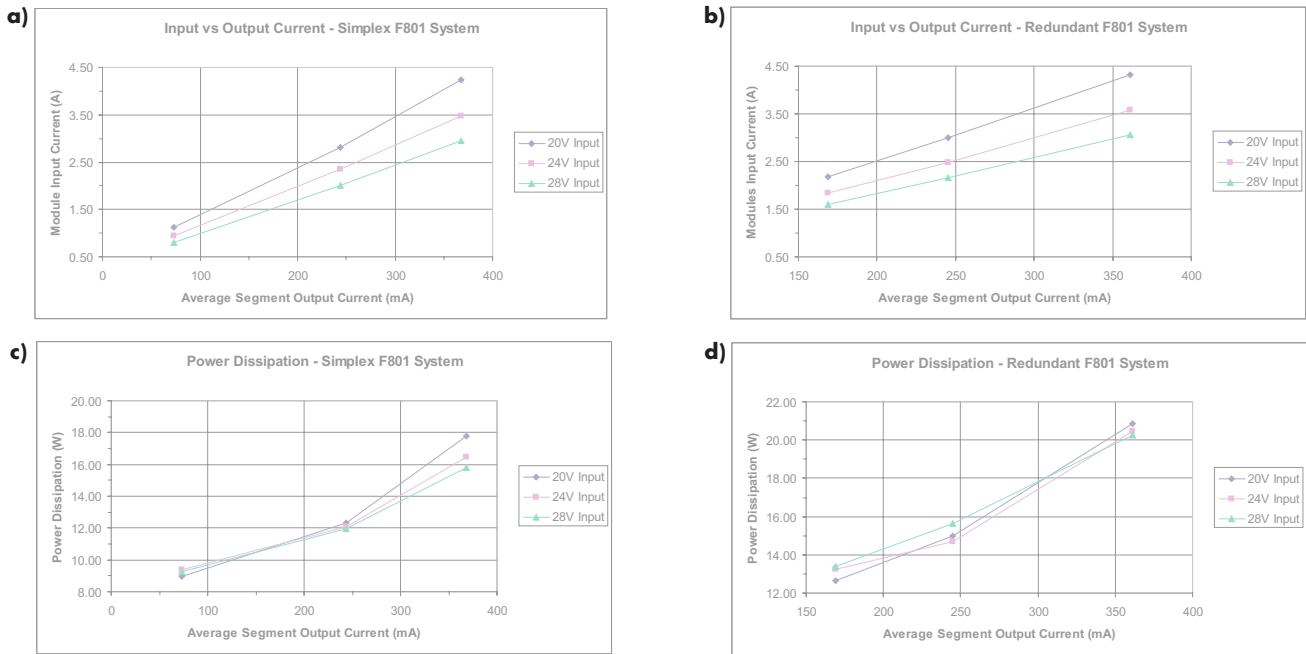 a)
Input vs Output Current - Simplex F801 System
Module Input Current (A)
4.50
3.50
2.50
1.50
0.50
0
100
200
300
400
Average Segment Output Current (mA)
20V Input
24V Input
28V Input
b)
Input vs Output Current - Redundant F801 System
Modules Input Current (A)
4.50
3.50
2.50
1.50
0.50
150
200
250
300
350
400
Average Segment Output Current (mA)
20V Input
24V Input
28V Input
c)
Power Dissipation - Simplex F801 System
Power Dissipation (W)
20.00
18.00
16.00
14.00
12.00
10.00
8.00
0
100
200
300
400
Average Segment Output Current (mA)
20V Input
24V Input
28V Input
d)
Power Dissipation - Redundant F801 System
Power Dissipation (W)
22.00
20.00
18.00
16.00
14.00
12.00
150
200
250
300
350
400
Average Segment Output Current (mA)
20V Input
24V Input
28V Input